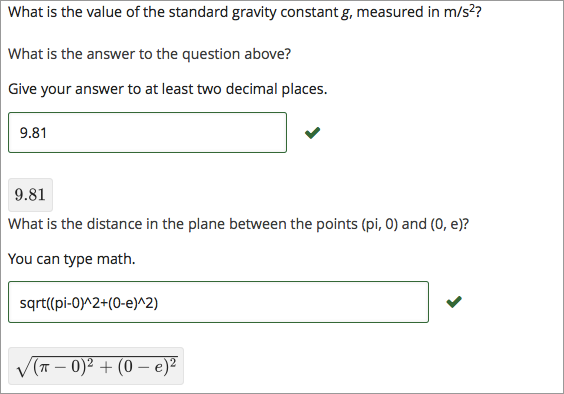 What is the value of the standard gravity constant g, measured in m/s²?
What is the answer to the question above?
Give your answer to at least two decimal places.
9.81
9.81
What is the distance in the plane between the points (pi, 0) and (0, e)?
You can type math.
sqrt((pi-0)^2+(0-e)^2)
√(π − 0)² + (0 − e)²